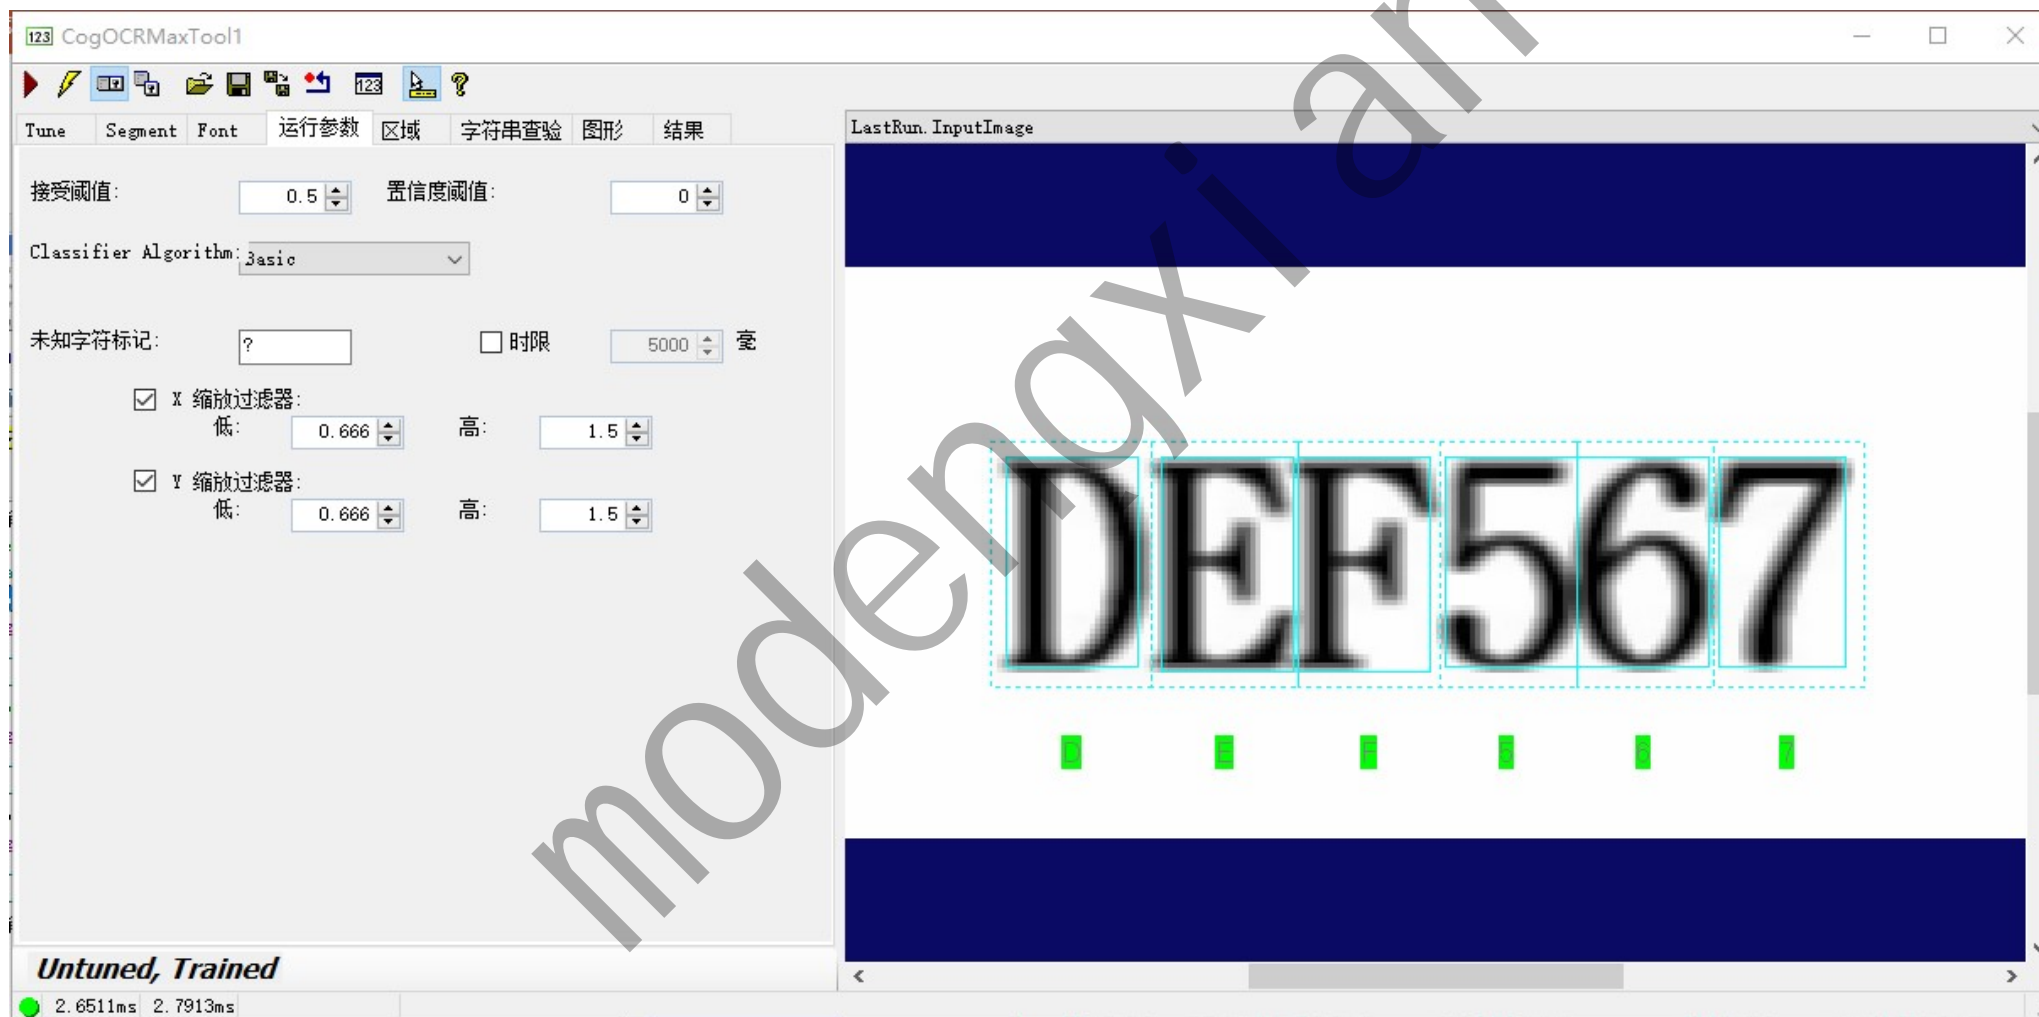 123 CogOCRMaxTool1
123
Tune Segment Font 运行参数 区域 字符串查验 图形 结果
LastRun.InputImage
接受阈值: 0.5 置信度阈值: 0
Classifier Algorithm: Basic
未知字符标记: ? 时限 5000 毫
X 缩放过滤器:
低: 0.666 高: 1.5
Y 缩放过滤器:
低: 0.666 高: 1.5
DEF567
D E F 5 6 7
Untuned, Trained
2.6511ms 2.7913ms